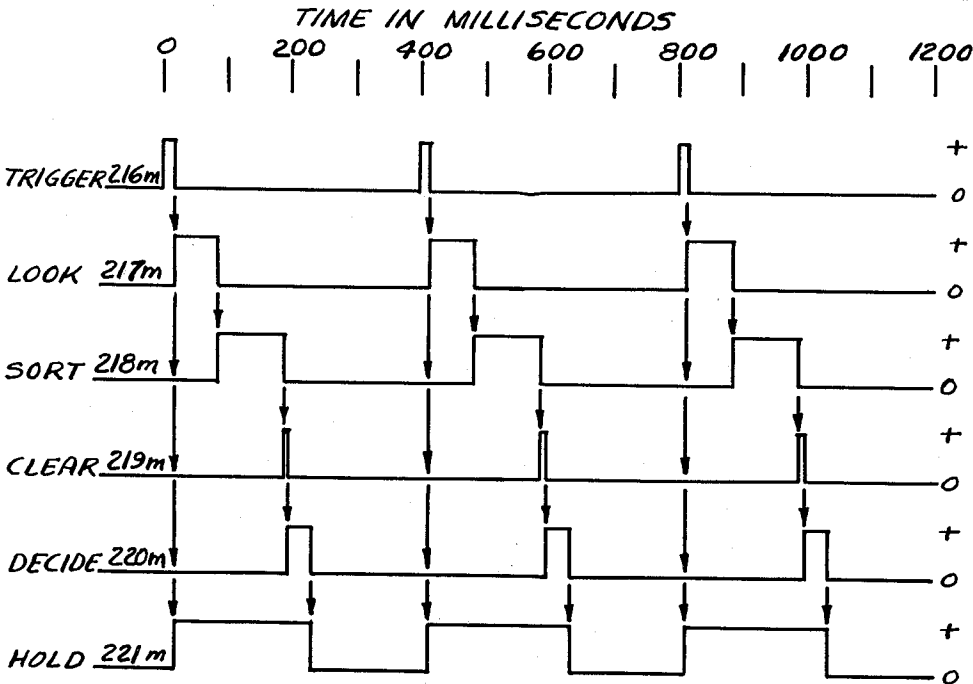 TIME IN MILLISECONDS
0 200 400 600 800 1000 1200
+
TRIGGER 216m
0
+
LOOK 217m
0
+
SORT 218m
0
+
CLEAR 219m
0
+
DECIDE 220m
0
+
HOLD 221m
0